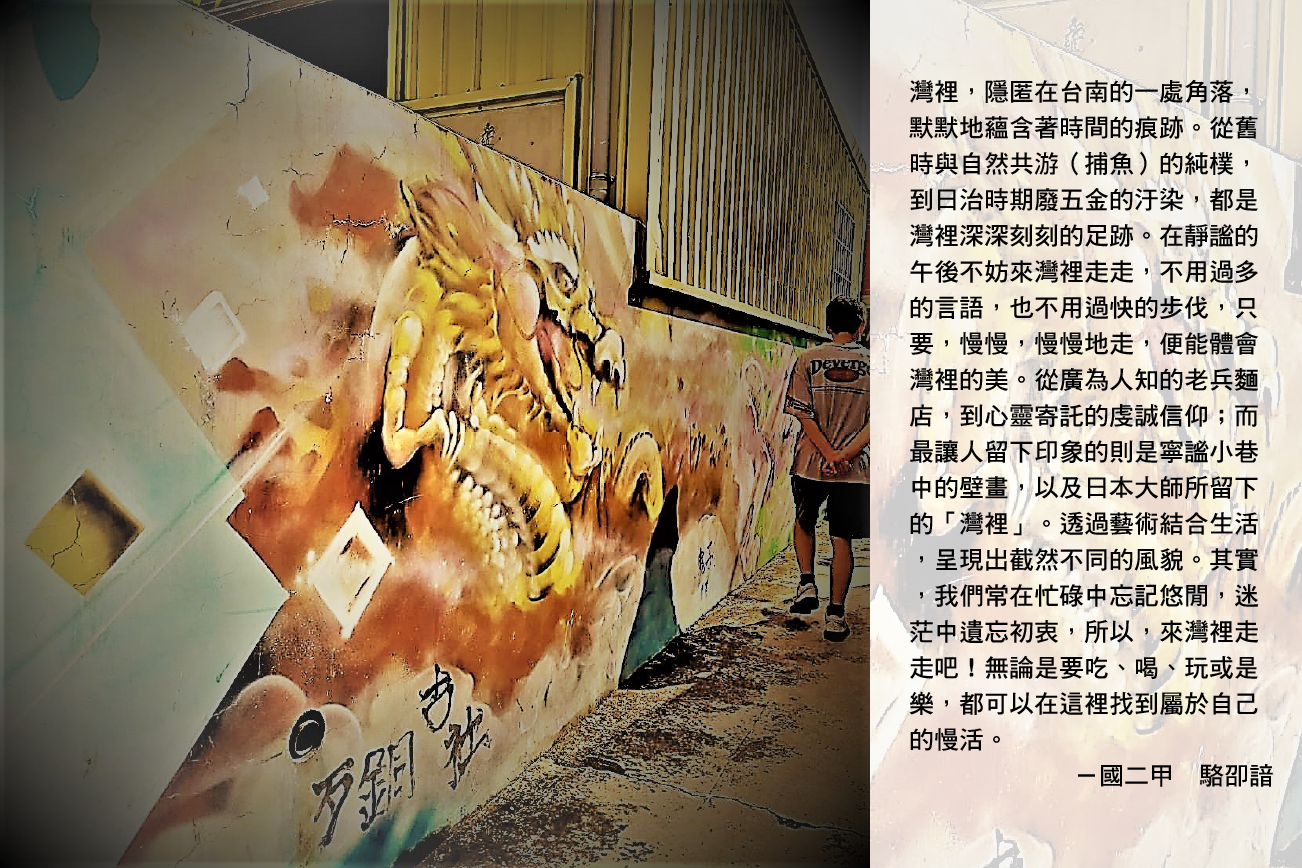 灣裡，隱匿在台南的一處角落，
默默地蘊含著時間的痕跡。從舊
時與自然共游（捕魚）的純樸，
到日治時期廢五金的汙染，都是
灣裡深深刻刻的足跡。在靜謐的
午後不妨來灣裡走走，不用過多
的言語，也不用過快的步伐，只
要，慢慢，慢慢地走，便能體會
灣裡的美。從廣為人知的老兵麵
店，到心靈寄託的虔誠信仰；而
最讓人留下印象的則是寧謐小巷
中的壁畫，以及日本大師所留下
的「灣裡」。透過藝術結合生活
，呈現出截然不同的風貌。其實
，我們常在忙碌中忘記悠閒，迷
茫中遺忘初衷，所以，來灣裡走
走吧！無論是要吃、喝、玩或是
樂，都可以在這裡找到屬於自己
的慢活。
－國二甲　駱卲諳